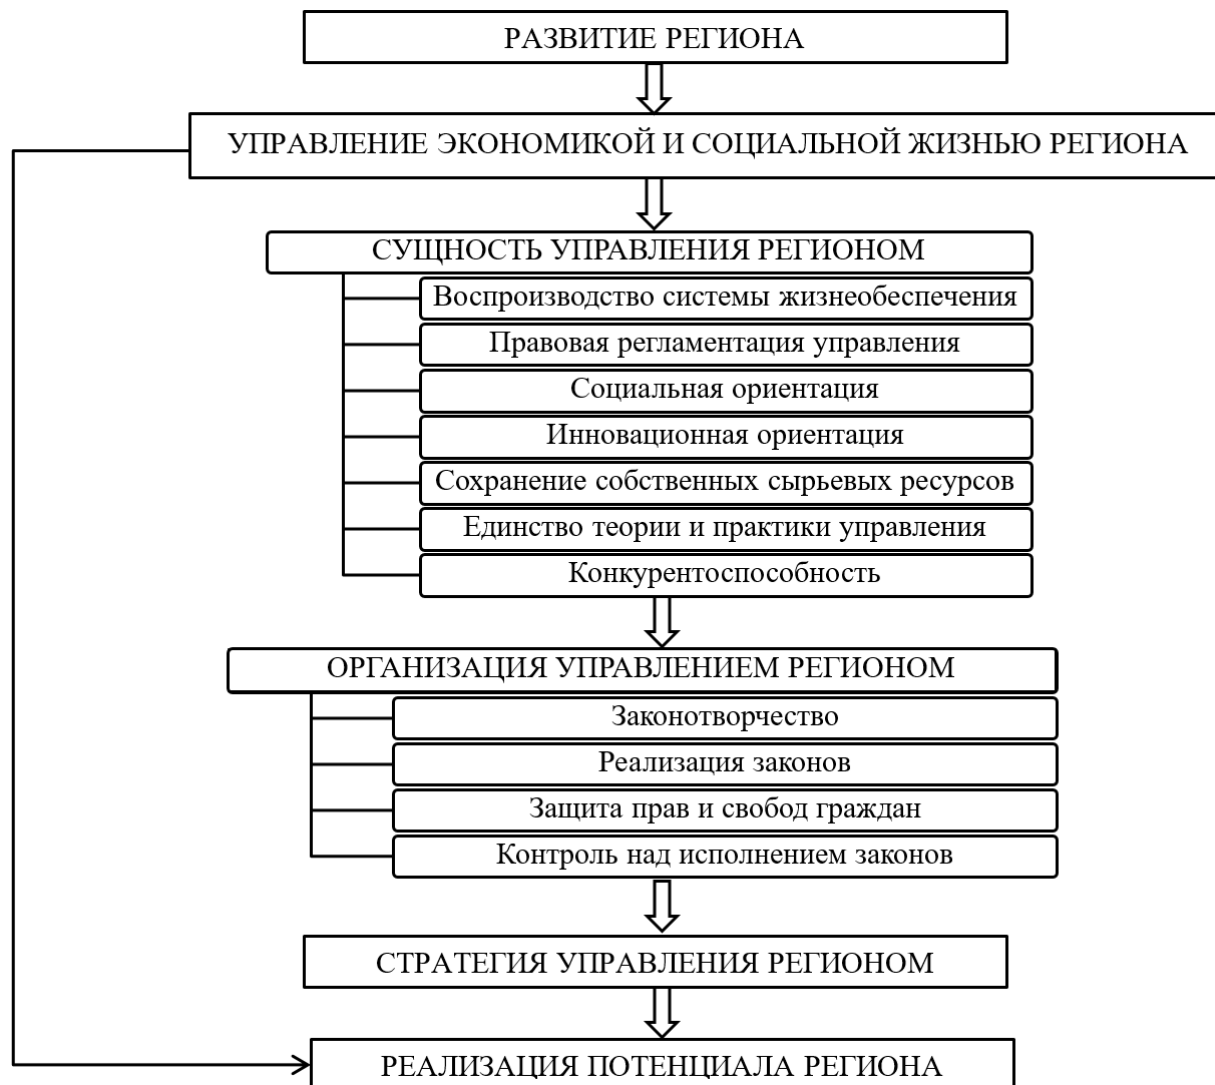 РАЗВИТИЕ РЕГИОНА
УПРАВЛЕНИЕ ЭКОНОМИКОЙ И СОЦИАЛЬНОЙ ЖИЗНЬЮ РЕГИОНА
СУЩНОСТЬ УПРАВЛЕНИЯ РЕГИОНОМ
Воспроизводство системы жизнеобеспечения
Правовая регламентация управления
Социальная ориентация
Инновационная ориентация
Сохранение собственных сырьевых ресурсов
Единство теории и практики управления
Конкурентоспособность
ОРГАНИЗАЦИЯ УПРАВЛЕНИЕМ РЕГИОНОМ
Законотворчество
Реализация законов
Защита прав и свобод граждан
Контроль над исполнением законов
СТРАТЕГИЯ УПРАВЛЕНИЯ РЕГИОНОМ
РЕАЛИЗАЦИЯ ПОТЕНЦИАЛА РЕГИОНА